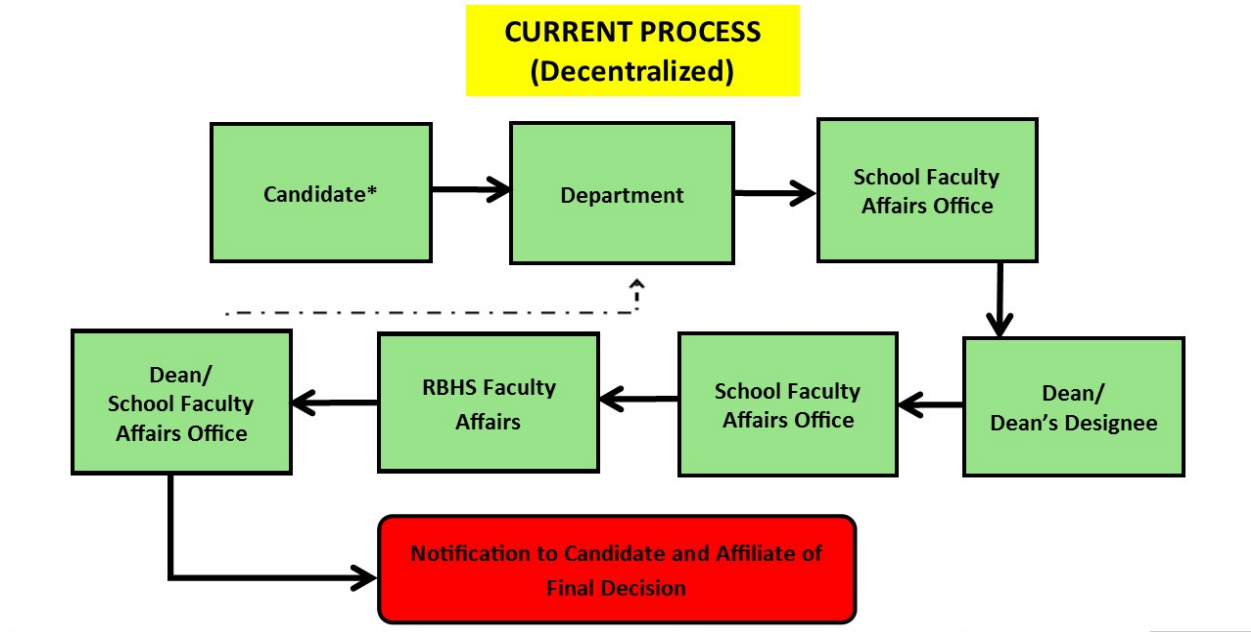 CURRENT PROCESS
(Decentralized)
Candidate*
Department
School Faculty
Affairs Office
Dean/
School Faculty
Affairs Office
RBHS Faculty
Affairs
School Faculty
Affairs Office
Dean/
Dean’s Designee
Notification to Candidate and Affiliate of
Final Decision